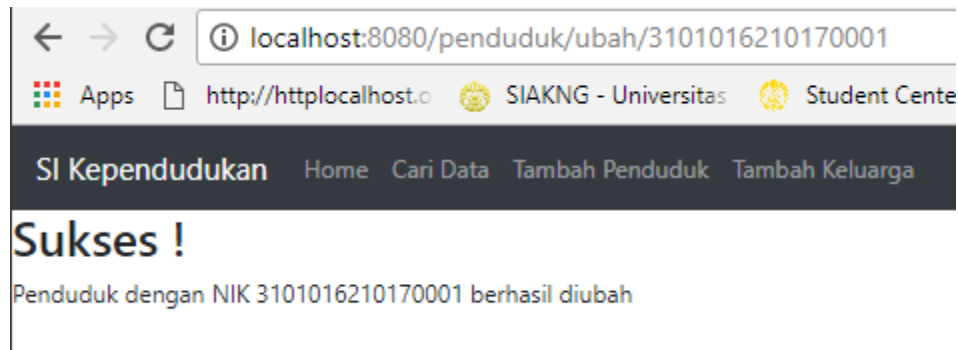 localhost:8080/penduduk/ubah/3101016210170001
Apps http://httplocalhost.o SIAKNG - Universitas Student Cente
SI Kependudukan Home Cari Data Tambah Penduduk Tambah Keluarga
Sukses !
Penduduk dengan NIK 3101016210170001 berhasil diubah